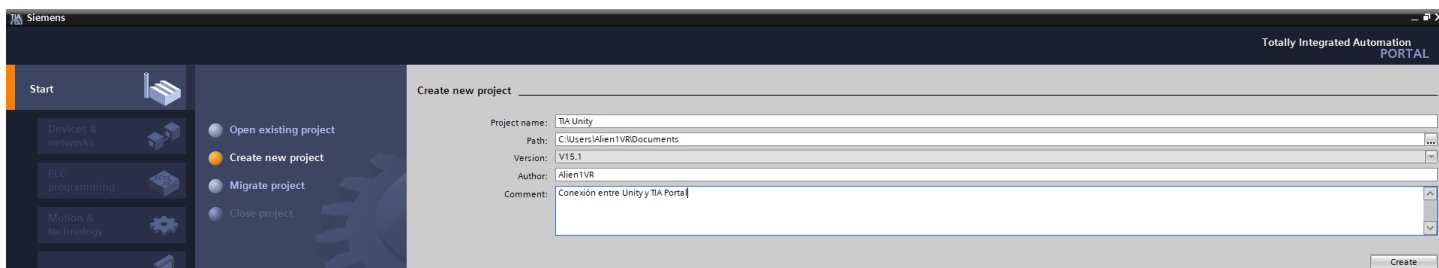 Siemens
Totally Integrated Automation
PORTAL
Start
Devices &
networks
PLC
programming
Motion &
technology
Open existing project
Create new project
Migrate project
Close project
Create new project
Project name: TIA Unity
Path: C:\Users\Alien1VR\Documents
...
Version: V15.1
Author: Alien1VR
Comment: Conexión entre Unity y TIA Portal
Create